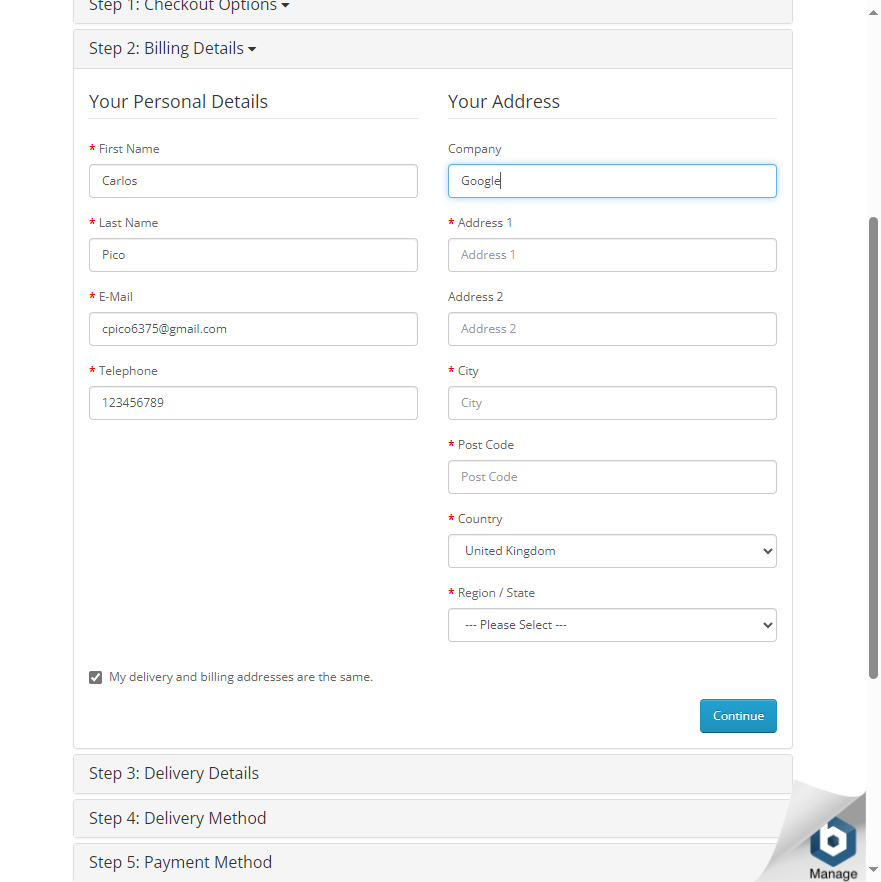 Step 1: Checkout Options
Step 2: Billing Details
Your Personal Details
* First Name
Carlos
* Last Name
Pico
* E-Mail
cpico6375@gmail.com
* Telephone
123456789
Your Address
Company
Google
* Address 1
Address 1
Address 2
Address 2
* City
City
* Post Code
Post Code
* Country
United Kingdom
* Region / State
--- Please Select ---
My delivery and billing addresses are the same.
Continue
Step 3: Delivery Details
Step 4: Delivery Method
Step 5: Payment Method
b
Manage